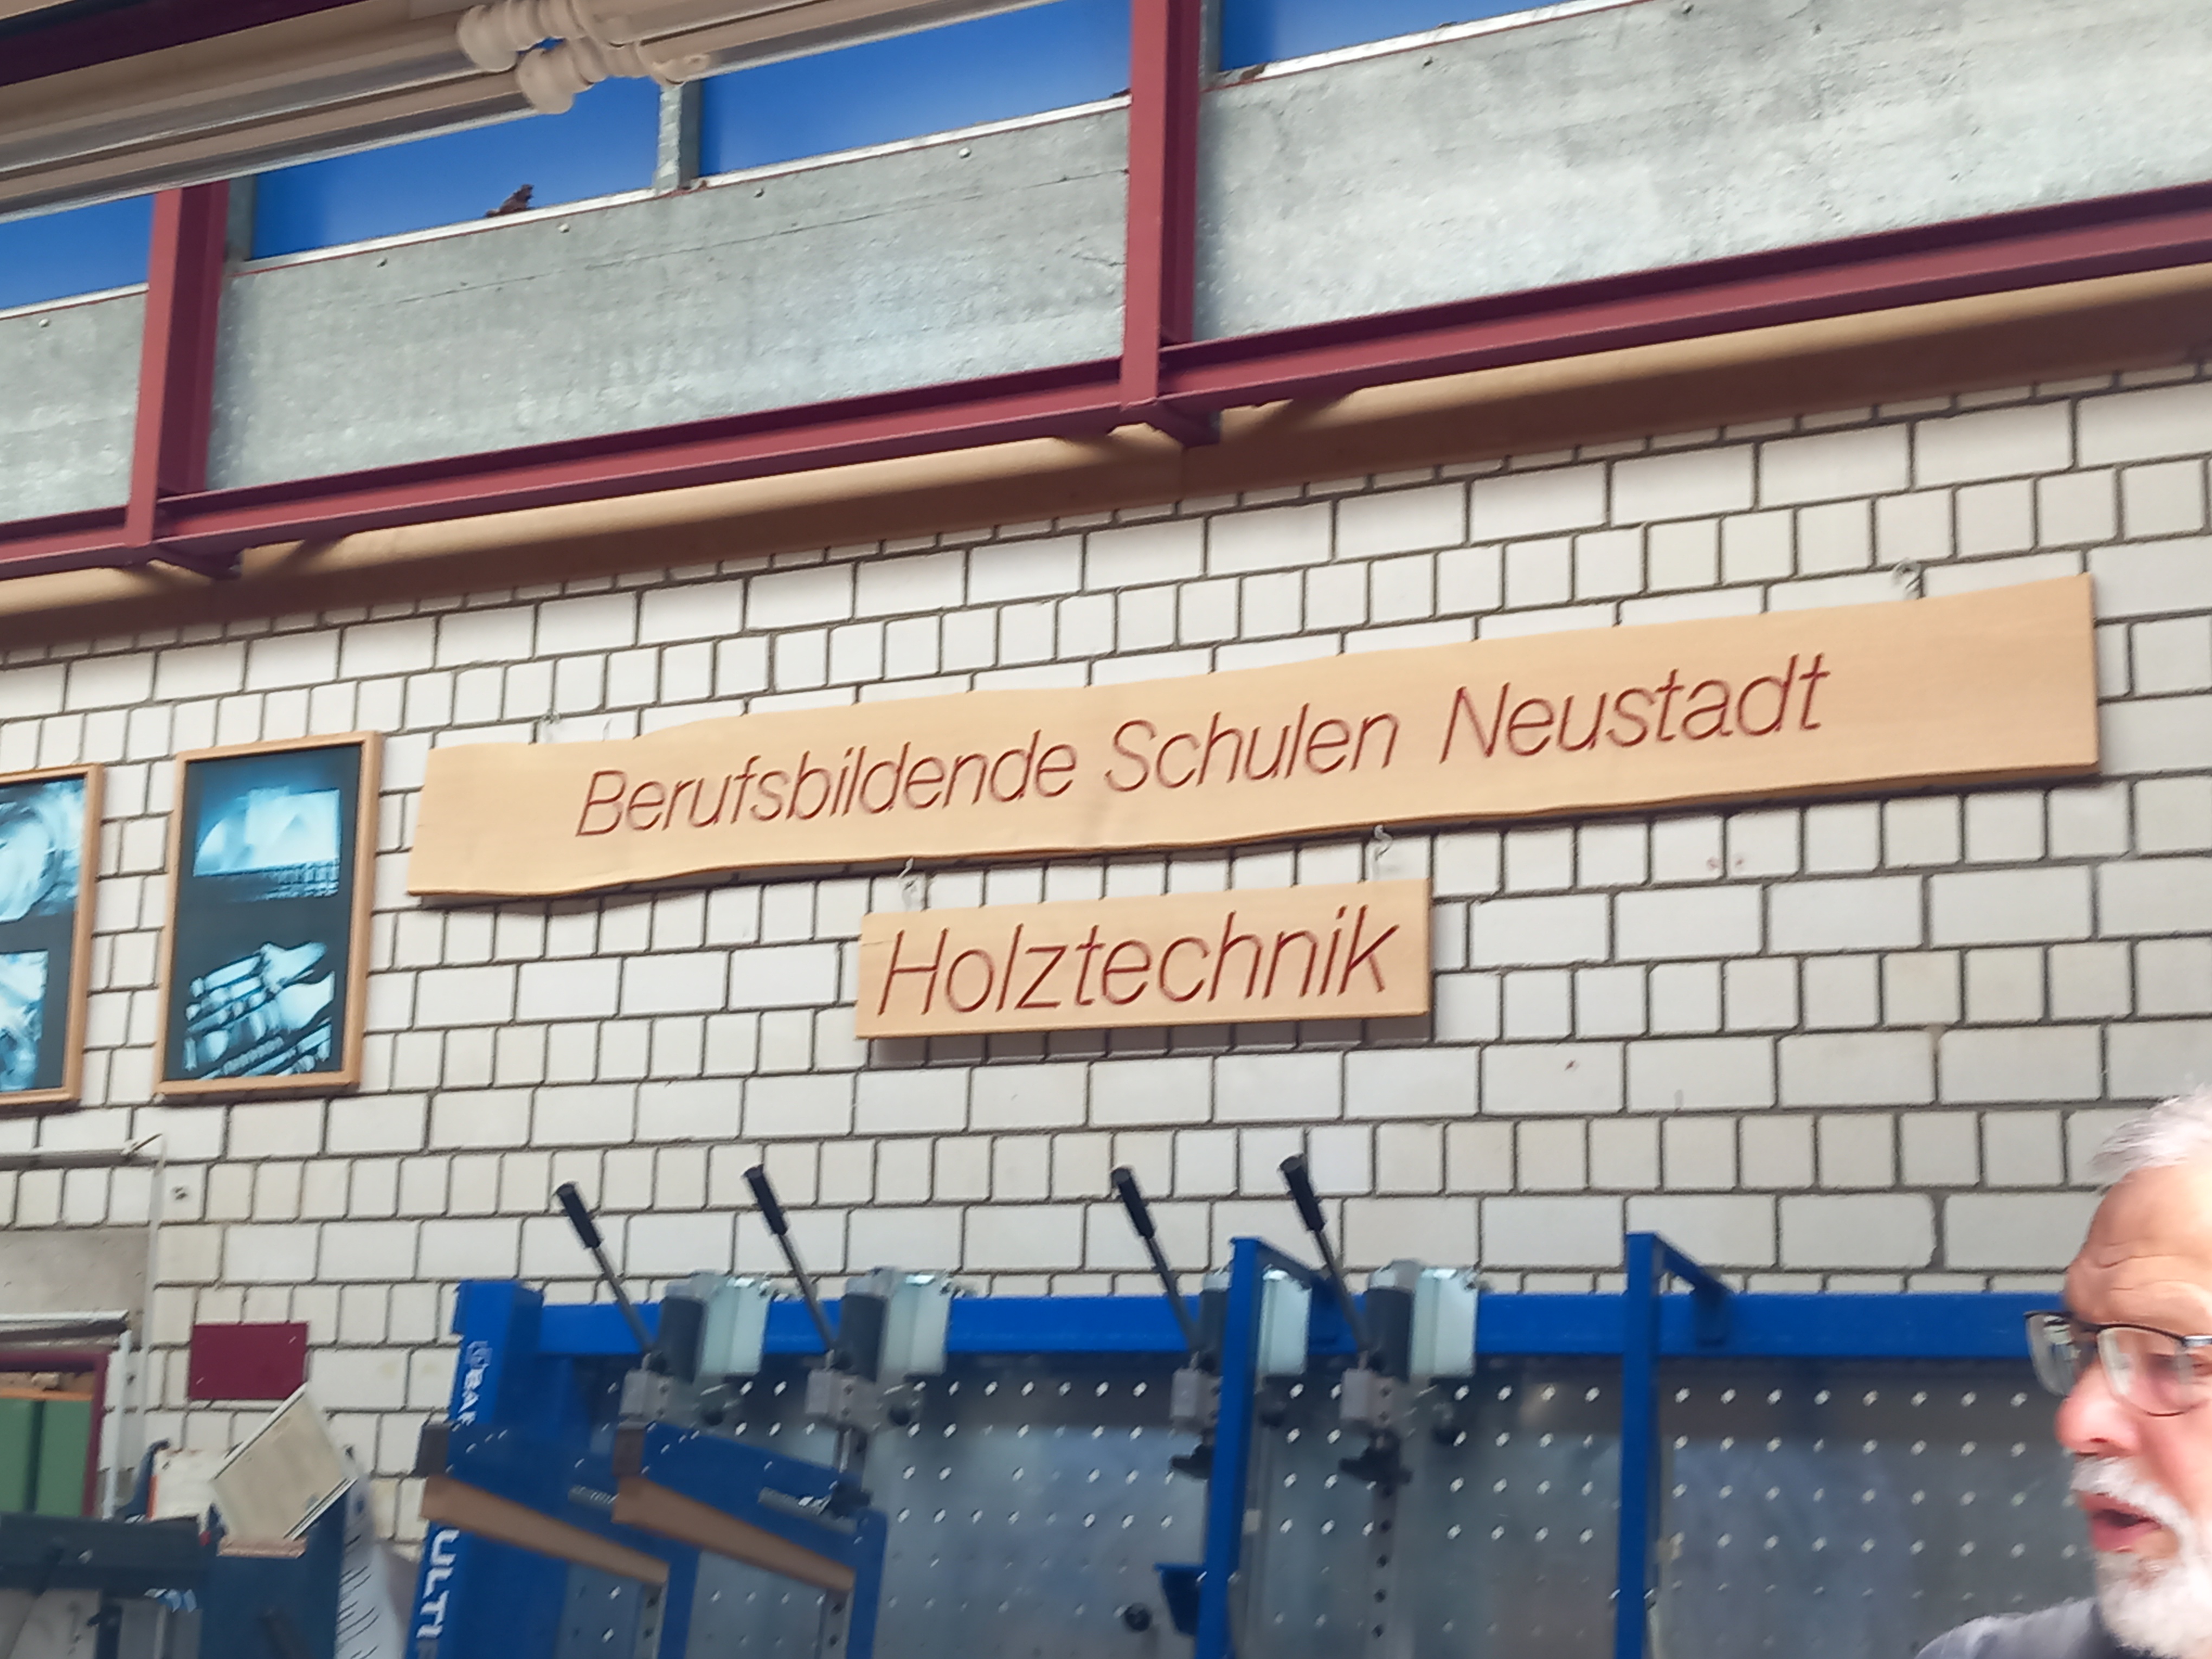 Berufsbildende Schulen Neustadt
Holztechnik